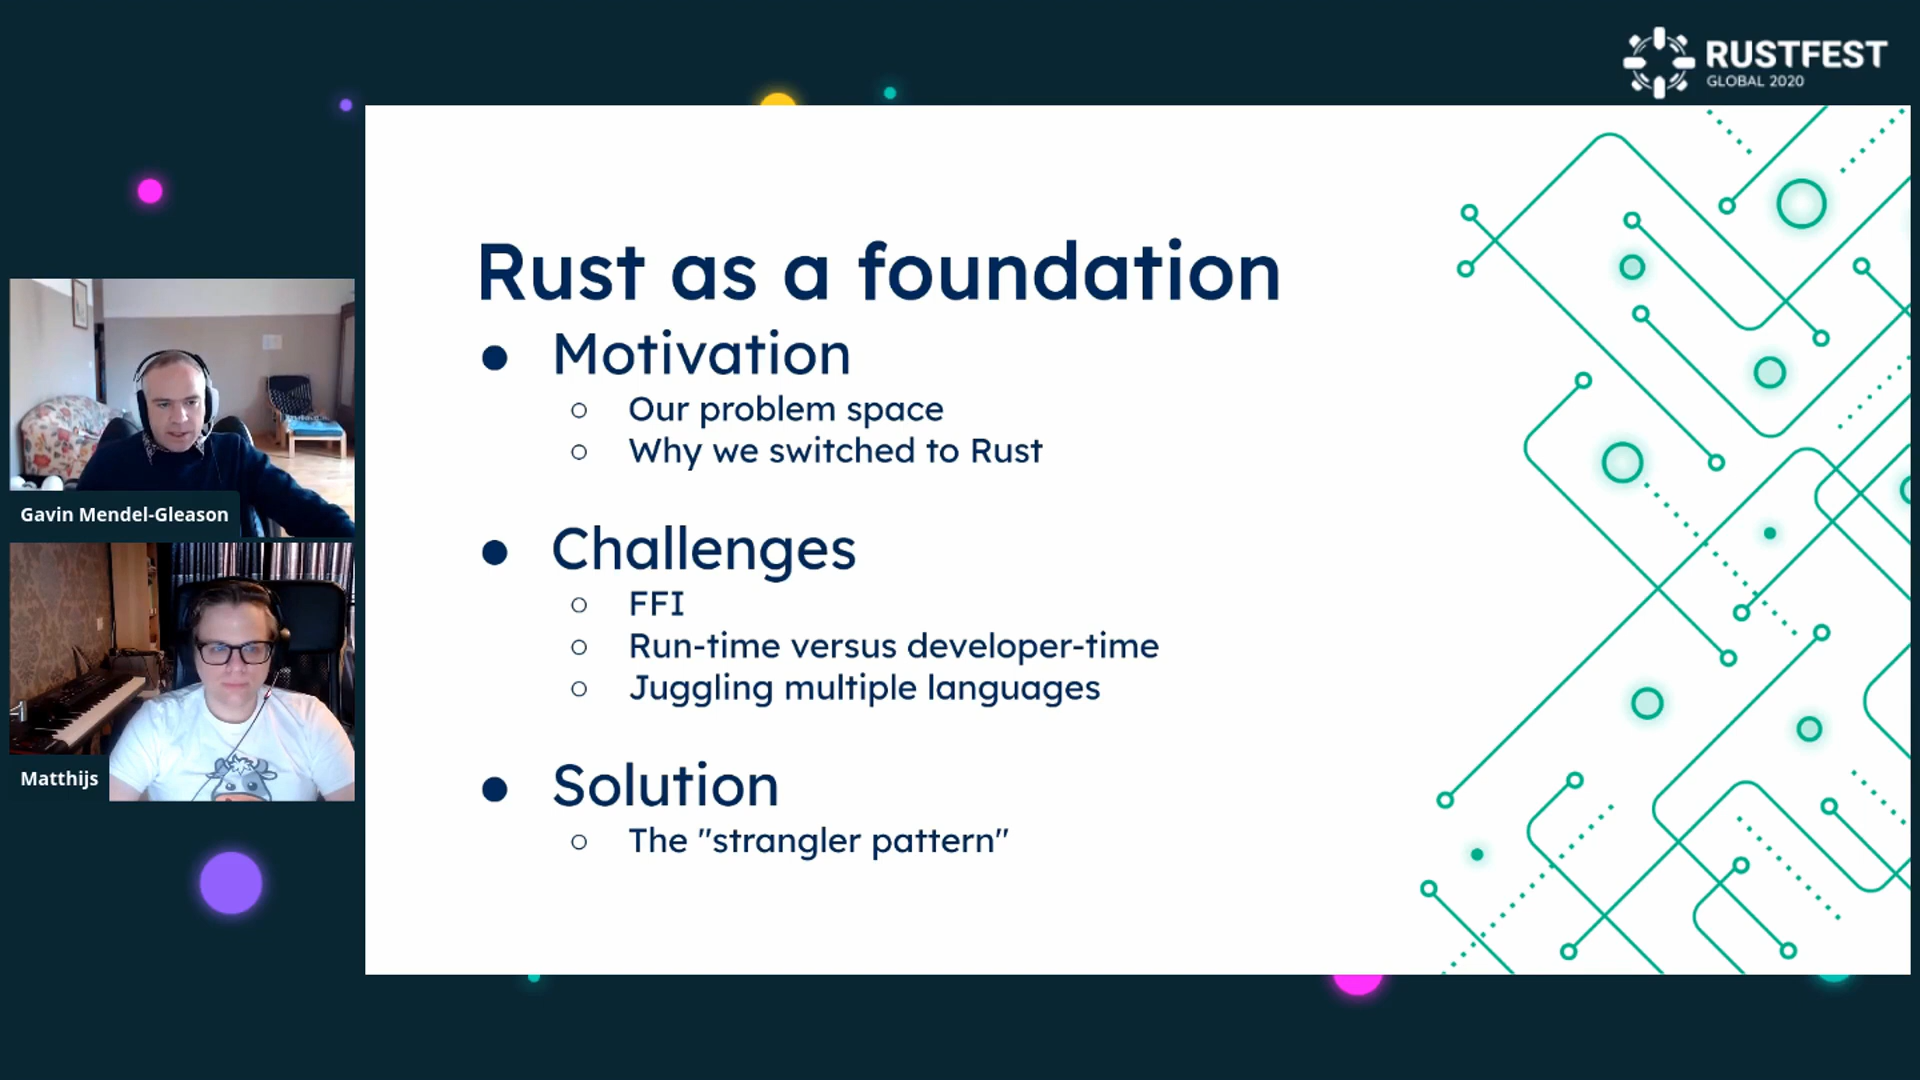 RUSTFEST
GLOBAL 2020
Rust as a foundation
● Motivation
○ Our problem space
○ Why we switched to Rust
● Challenges
○ FFI
○ Run-time versus developer-time
○ Juggling multiple languages
● Solution
○ The "strangler pattern"
Gavin Mendel-Gleason
Matthijs